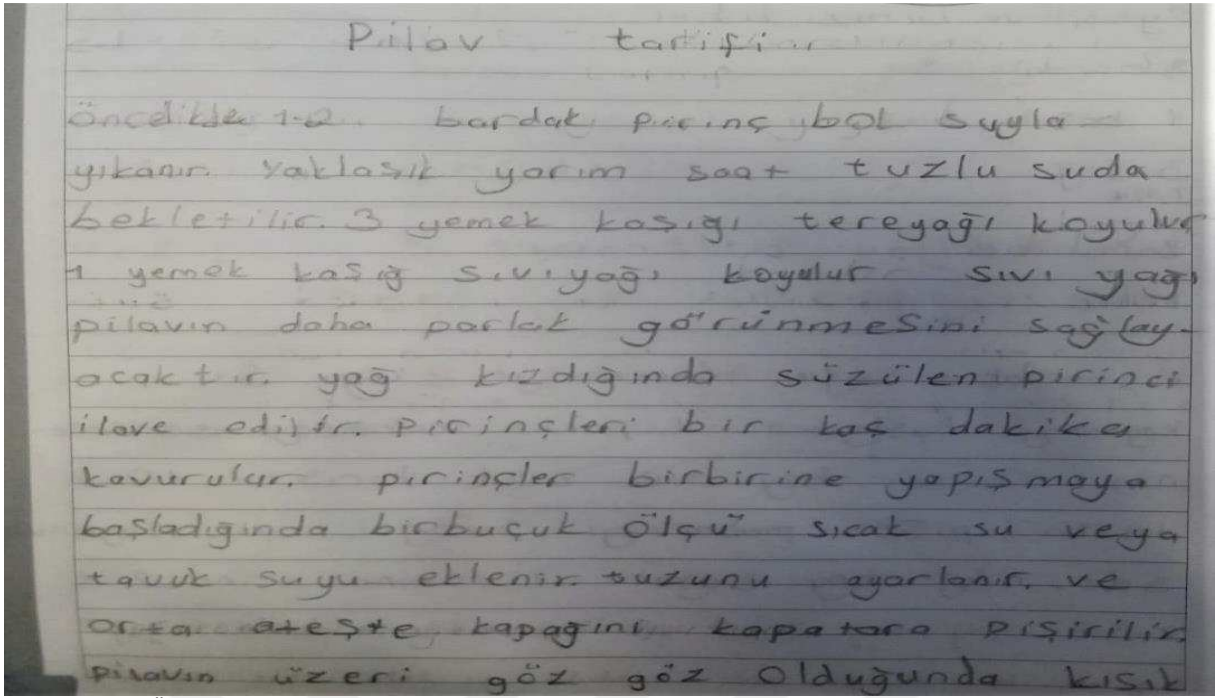 Pilav tarifi
Öncelikle 1-2 bardak pirinç bol suyla
yıkanır. Yaklaşık yarım saat tuzlu suda
bekletilir. 3 yemek kaşığı tereyağı koyulur
1 yemek kaşığ sıvıyağı koyulur sıvı yağı
pilavın daha parlak görünmesini sağlay-
acaktır. yağ kızdığında süzülen pirinci
ilave edilir. Pirinçleri bir kaç dakika
kavurulur. pirinçler birbirine yapışmaya
başladığında birbuçuk ölçü sıcak su veya
tavuk suyu eklenir. tuzunu ayarlanır. ve
orta ateşte kapağını kapatara pişirilir.
pilavın üzeri göz göz olduğunda kısık